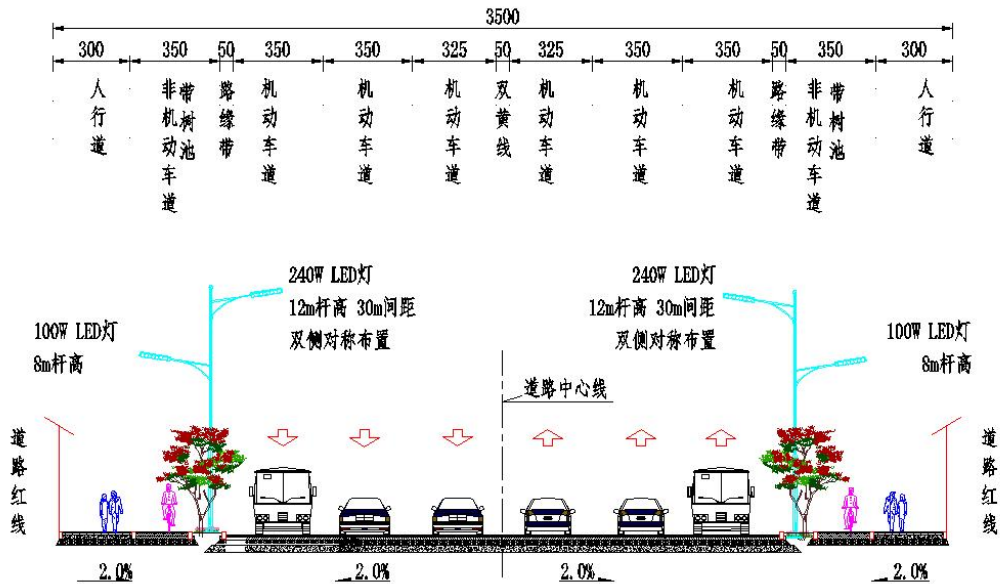 3500
300 350 50 350 350 325 50 325 350 350 50 350 300
人行道
非机动车道
带树池
路缘带
机动车道
机动车道
机动车道
双黄线
机动车道
机动车道
机动车道
路缘带
非机动车道
带树池
人行道
240W LED灯
12m杆高 30m间距
双侧对称布置
240W LED灯
12m杆高 30m间距
双侧对称布置
100W LED灯
8m杆高
100W LED灯
8m杆高
道路中心线
道路红线
道路红线
2.0% 2.0% 2.0% 2.0%